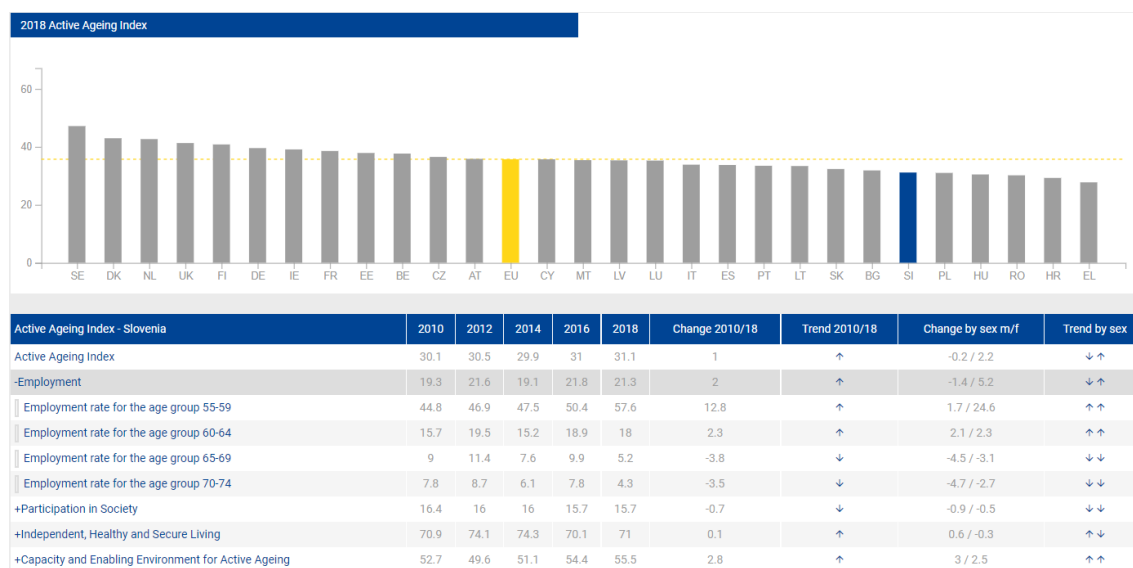 2018 Active Ageing Index
60
40
20
0
SE DK NL UK FI DE IE FR EE BE CZ AT EU CY MT LV LU IT ES PT LT SK BG SI PL HU RO HR EL
Active Ageing Index - Slovenia 2010 2012 2014 2016 2018 Change 2010/18 Trend 2010/18 Change by sex m/f Trend by sex
Active Ageing Index 30.1 30.5 29.9 31 31.1 1 ↑ -0.2 / 2.2 ↓ ↑
-Employment 19.3 21.6 19.1 21.8 21.3 2 ↑ -1.4 / 5.2 ↓ ↑
Employment rate for the age group 55-59 44.8 46.9 47.5 50.4 57.6 12.8 ↑ 1.7 / 24.6 ↑ ↑
Employment rate for the age group 60-64 15.7 19.5 15.2 18.9 18 2.3 ↑ 2.1 / 2.3 ↑ ↑
Employment rate for the age group 65-69 9 11.4 7.6 9.9 5.2 -3.8 ↓ -4.5 / -3.1 ↓ ↓
Employment rate for the age group 70-74 7.8 8.7 6.1 7.8 4.3 -3.5 ↓ -4.7 / -2.7 ↓ ↓
+Participation in Society 16.4 16 16 15.7 15.7 -0.7 ↓ -0.9 / -0.5 ↓ ↓
+Independent, Healthy and Secure Living 70.9 74.1 74.3 70.1 71 0.1 ↑ 0.6 / -0.3 ↑ ↓
+Capacity and Enabling Environment for Active Ageing 52.7 49.6 51.1 54.4 55.5 2.8 ↑ 3 / 2.5 ↑ ↑